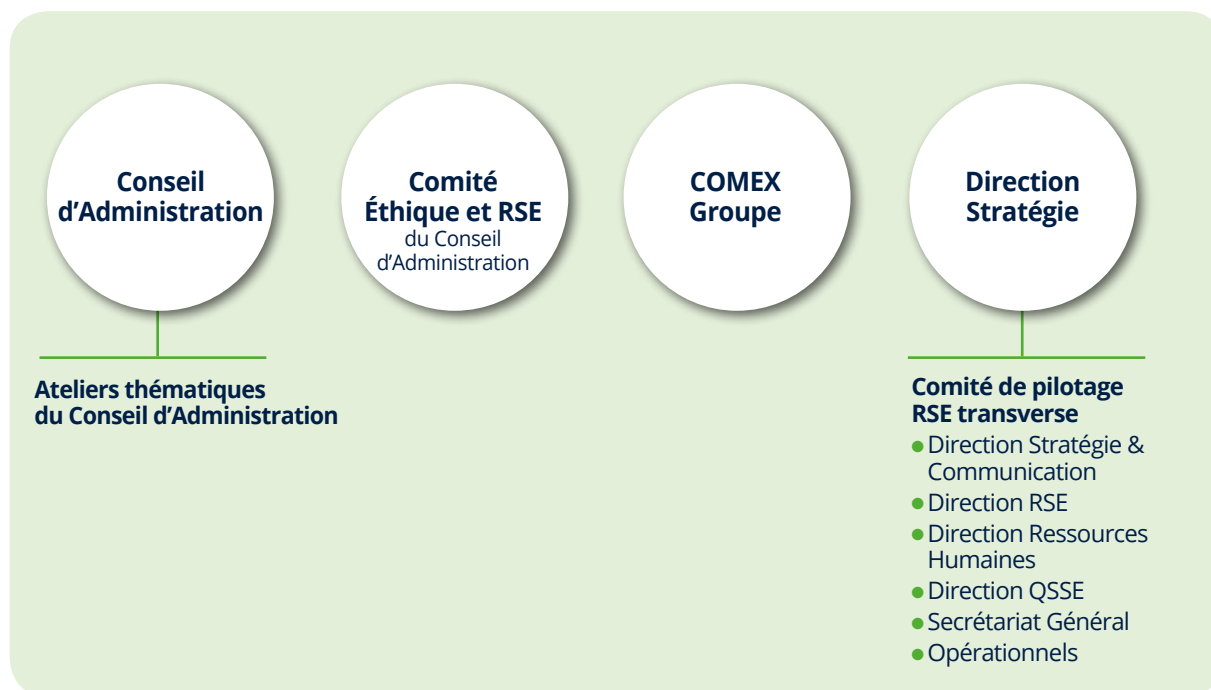 Conseil
d'Administration
Comité
Éthique et RSE
du Conseil
d'Administration
COMEX
Groupe
Direction
Stratégie
Ateliers thématiques
du Conseil d'Administration
Comité de pilotage
RSE transverse
• Direction Stratégie &
Communication
• Direction RSE
• Direction Ressources
Humaines
• Direction QSSE
• Secrétariat Général
• Opérationnels